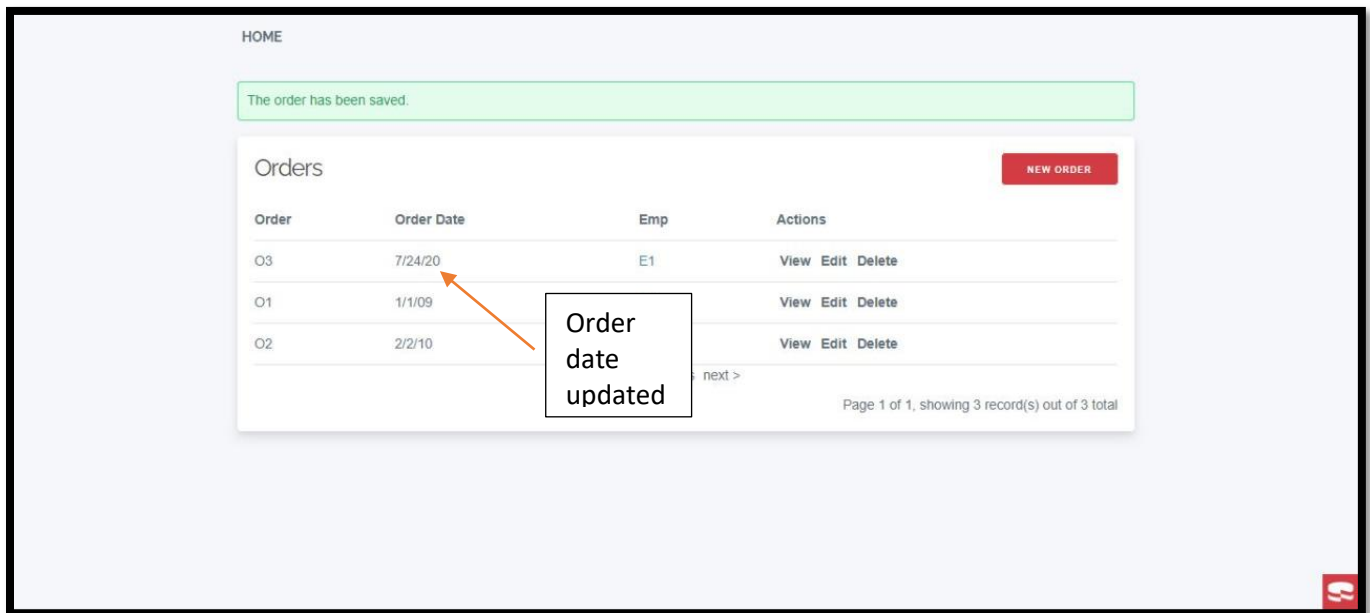 HOME
The order has been saved.
Orders
NEW ORDER
Order Order Date Emp Actions
O3 7/24/20 E1 View Edit Delete
O1 1/1/09 View Edit Delete
O2 2/2/10 View Edit Delete
Order
date
updated
next >
Page 1 of 1, showing 3 record(s) out of 3 total